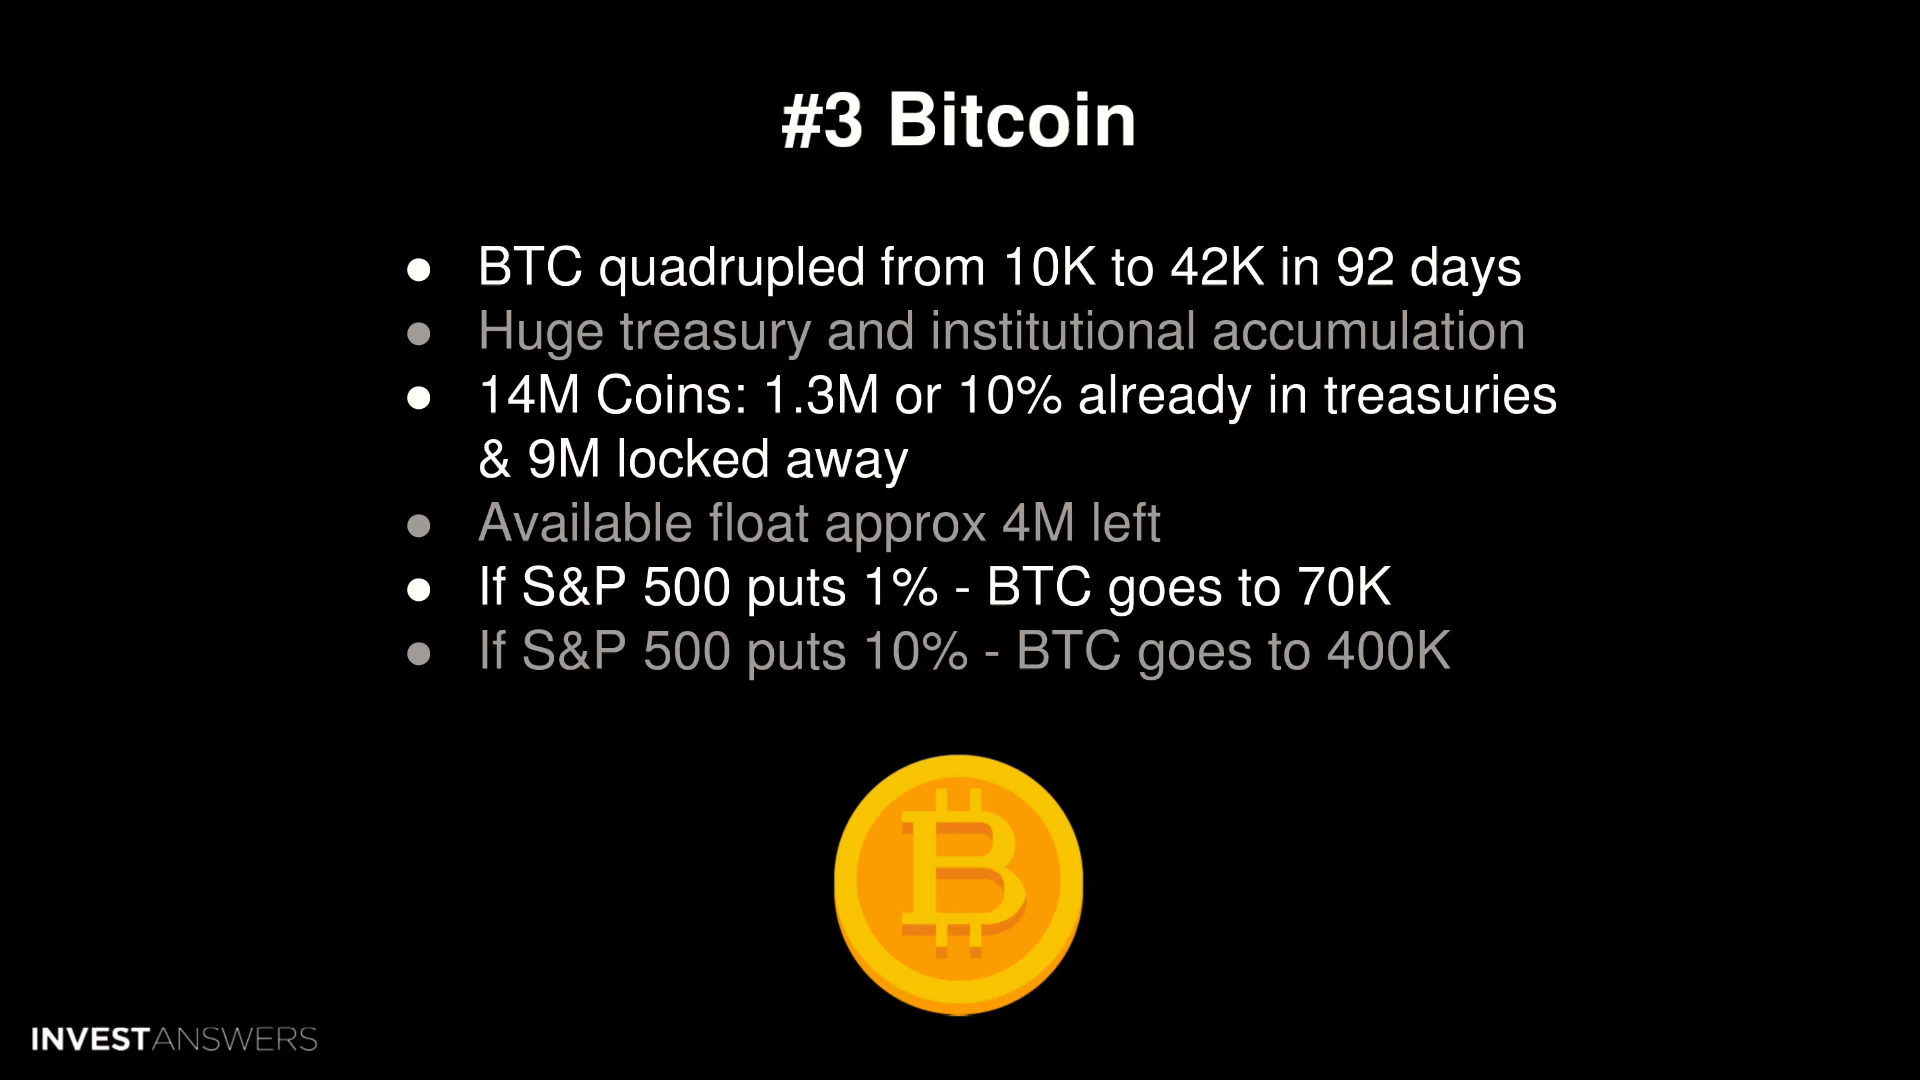 #3 Bitcoin
● BTC quadrupled from 10K to 42K in 92 days
● Huge treasury and institutional accumulation
● 14M Coins: 1.3M or 10% already in treasuries
& 9M locked away
● Available float approx 4M left
● If S&P 500 puts 1% - BTC goes to 70K
● If S&P 500 puts 10% - BTC goes to 400K
INVESTANSWERS